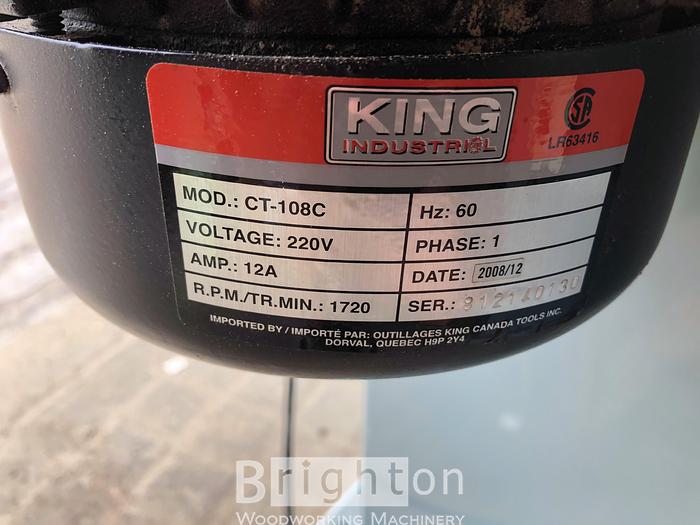 KING
INDUSTRIAL
LR63416
MOD.: CT-108C
Hz: 60
VOLTAGE: 220V
PHASE: 1
AMP.: 12A
DATE: 2008/12
R.P.M./TR.MIN.: 1720
SER.: 912140130
IMPORTED BY / IMPORTÉ PAR: OUTILLAGES KING CANADA TOOLS INC.
DORVAL, QUEBEC H9P 2Y4
Brighton
WOODWORKING MACHINERY